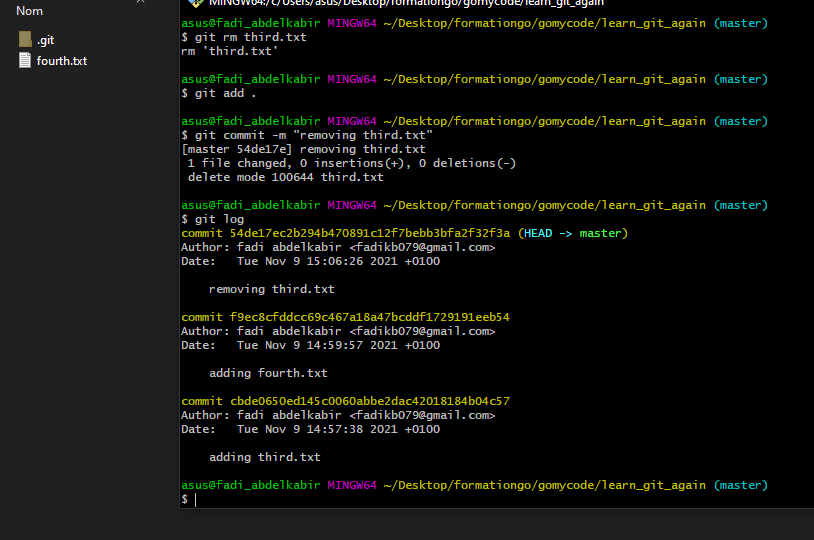 Nom
.git
fourth.txt
MINGW64:/c/Users/asus/Desktop/formationgo/gomycode/learn_git_again
asus@fadi_abdelkabir MINGW64 ~/Desktop/formationgo/gomycode/learn_git_again (master)
$ git rm third.txt
rm 'third.txt'
asus@fadi_abdelkabir MINGW64 ~/Desktop/formationgo/gomycode/learn_git_again (master)
$ git add .
asus@fadi_abdelkabir MINGW64 ~/Desktop/formationgo/gomycode/learn_git_again (master)
$ git commit -m "removing third.txt"
[master 54de17e] removing third.txt
1 file changed, 0 insertions(+), 0 deletions(-)
delete mode 100644 third.txt
asus@fadi_abdelkabir MINGW64 ~/Desktop/formationgo/gomycode/learn_git_again (master)
$ git log
commit 54de17ec2b294b470891c12f7bebb3bfa2f32f3a (HEAD -> master)
Author: fadi abdelkabir <fadikb079@gmail.com>
Date:   Tue Nov 9 15:06:26 2021 +0100
removing third.txt
commit f9ec8cfddcc69c467a18a47bcddf1729191eeb54
Author: fadi abdelkabir <fadikb079@gmail.com>
Date:   Tue Nov 9 14:59:57 2021 +0100
adding fourth.txt
commit cbde0650ed145c0060abbe2dac42018184b04c57
Author: fadi abdelkabir <fadikb079@gmail.com>
Date:   Tue Nov 9 14:57:38 2021 +0100
adding third.txt
asus@fadi_abdelkabir MINGW64 ~/Desktop/formationgo/gomycode/learn_git_again (master)
$